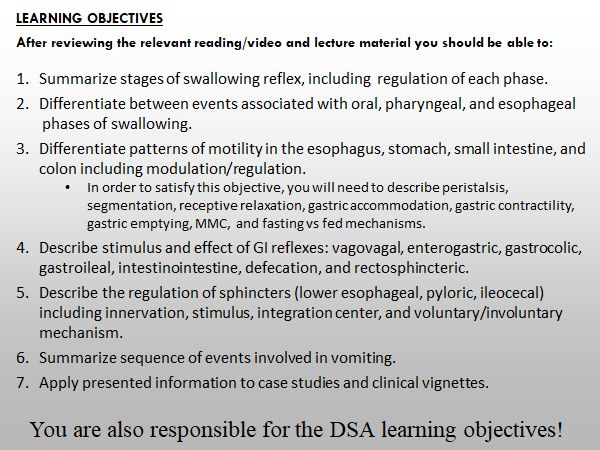 LEARNING OBJECTIVES
After reviewing the relevant reading/video and lecture material you should be able to:
1. Summarize stages of swallowing reflex, including regulation of each phase.
2. Differentiate between events associated with oral, pharyngeal, and esophageal
phases of swallowing.
3. Differentiate patterns of motility in the esophagus, stomach, small intestine, and
colon including modulation/regulation.
• In order to satisfy this objective, you will need to describe peristalsis,
segmentation, receptive relaxation, gastric accommodation, gastric contractility,
gastric emptying, MMC, and fasting vs fed mechanisms.
4. Describe stimulus and effect of GI reflexes: vagovagal, enterogastric, gastrocolic,
gastroileal, intestinointestine, defecation, and rectosphincteric.
5. Describe the regulation of sphincters (lower esophageal, pyloric, ileocecal)
including innervation, stimulus, integration center, and voluntary/involuntary
mechanism.
6. Summarize sequence of events involved in vomiting.
7. Apply presented information to case studies and clinical vignettes.
You are also responsible for the DSA learning objectives!